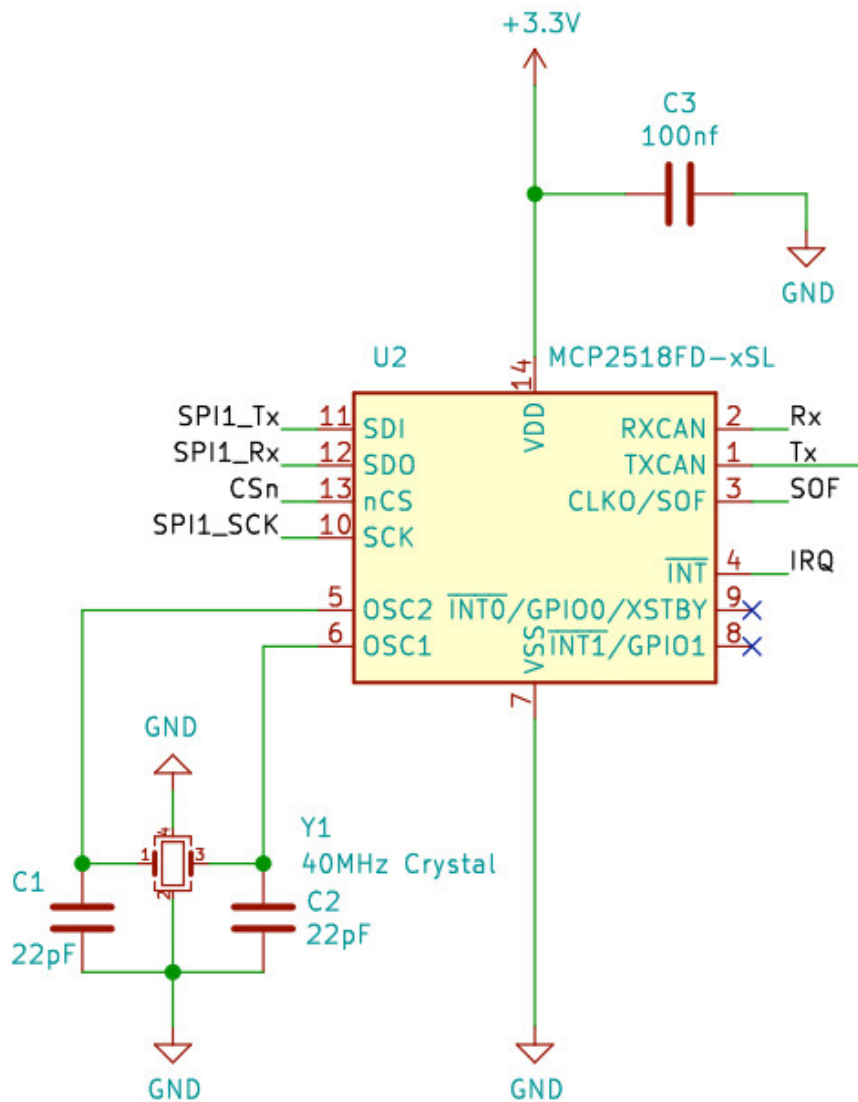 +3.3V
C3
100nf
GND
U2
MCP2518FD-xSL
14
VDD
SPI1_Tx 11 SDI
RXCAN 2 Rx
SPI1_Rx 12 SDO
TXCAN 1 Tx
CSn 13 nCS
CLKO/SOF 3 SOF
SPI1_SCK 10 SCK
INT 4 IRQ
5 OSC2
INT0/GPIO0/XSTBY 9
6 OSC1
INT1/GPIO1 8
VSS
7
GND
4
Y1
1 3
40MHz Crystal
2
C1
22pF
C2
22pF
GND
GND